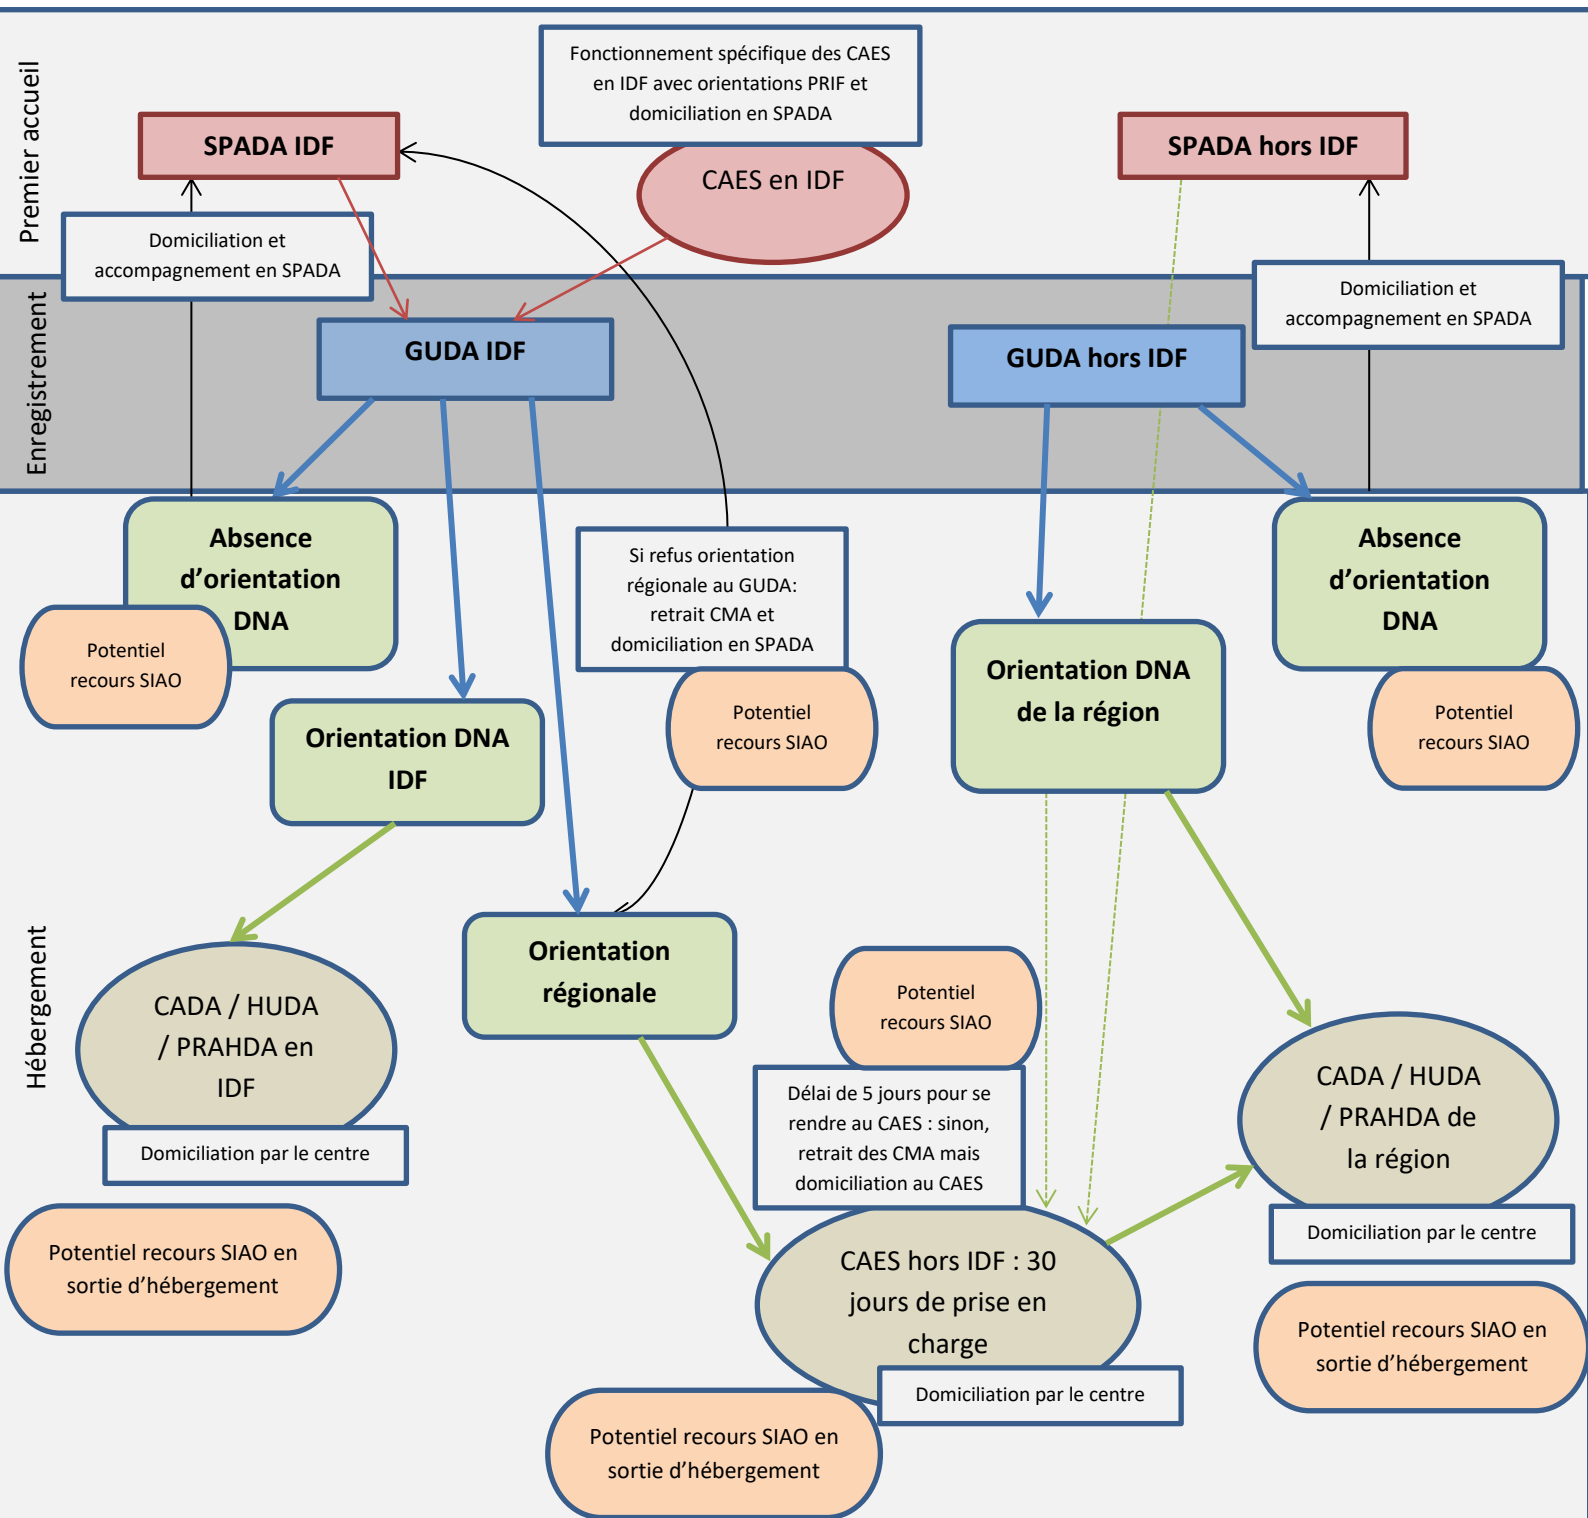 Premier accueil
Fonctionnement spécifique des CAES
en IDF avec orientations PRIF et
domiciliation en SPADA
SPADA IDF
CAES en IDF
SPADA hors IDF
Domiciliation et
accompagnement en SPADA
Domiciliation et
accompagnement en SPADA
Enregistrement
GUDA IDF
GUDA hors IDF
Hébergement
Absence
d’orientation
DNA
Potentiel
recours SIAO
Si refus orientation
régionale au GUDA:
retrait CMA et
domiciliation en SPADA
Potentiel
recours SIAO
Orientation DNA
de la région
Absence
d’orientation
DNA
Potentiel
recours SIAO
Orientation DNA
IDF
Orientation
régionale
CADA / HUDA
/ PRAHDA en
IDF
Domiciliation par le centre
Potentiel recours SIAO en
sortie d’hébergement
Potentiel
recours SIAO
Délai de 5 jours pour se
rendre au CAES : sinon,
retrait des CMA mais
domiciliation au CAES
CAES hors IDF : 30
jours de prise en
charge
Domiciliation par le centre
Potentiel recours SIAO en
sortie d’hébergement
CADA / HUDA
/ PRAHDA de
la région
Domiciliation par le centre
Potentiel recours SIAO en
sortie d’hébergement